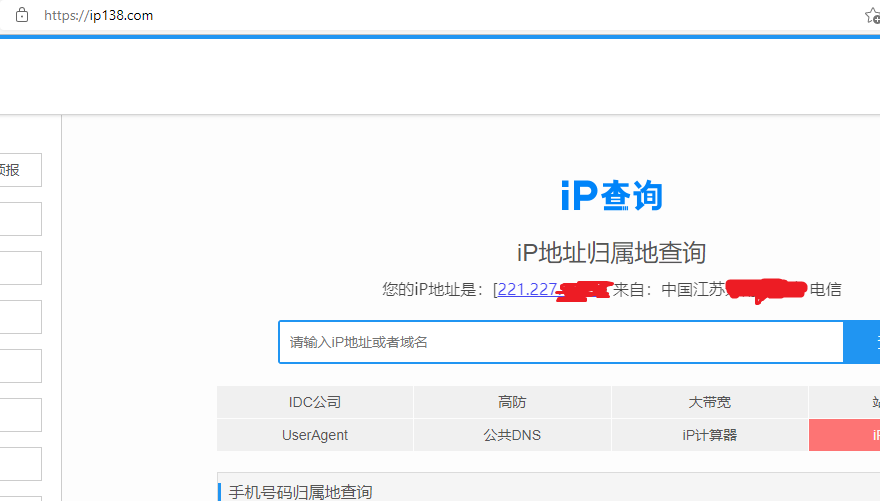 https://ip138.com
预报
iP查询
iP地址归属地查询
您的iP地址是：[221.227. 来自：中国江苏 电信
请输入iP地址或者域名
IDC公司 高防 大带宽
UserAgent 公共DNS iP计算器 iP
手机号码归属地查询